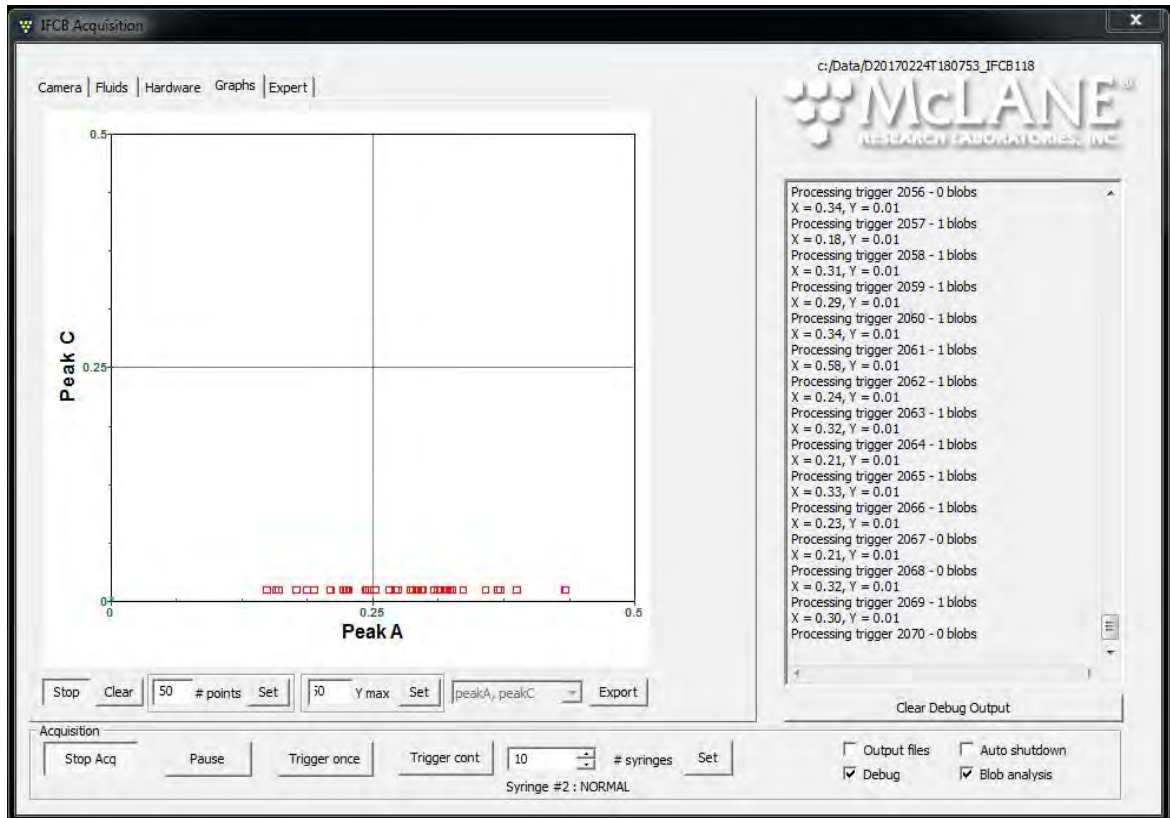 IFCB Acquisition
X
c:/Data/D20170224T180753_IFCB118
Camera Fluids Hardware Graphs Expert
McLANE®
RESEARCH LABORATORIES, INC.
0.5
Peak C
0.25
0
0 0.25 0.5
Peak A
Processing trigger 2056 - 0 blobs
X = 0.34, Y = 0.01
Processing trigger 2057 - 1 blobs
X = 0.18, Y = 0.01
Processing trigger 2058 - 1 blobs
X = 0.31, Y = 0.01
Processing trigger 2059 - 1 blobs
X = 0.29, Y = 0.01
Processing trigger 2060 - 1 blobs
X = 0.34, Y = 0.01
Processing trigger 2061 - 1 blobs
X = 0.58, Y = 0.01
Processing trigger 2062 - 1 blobs
X = 0.24, Y = 0.01
Processing trigger 2063 - 1 blobs
X = 0.32, Y = 0.01
Processing trigger 2064 - 1 blobs
X = 0.21, Y = 0.01
Processing trigger 2065 - 1 blobs
X = 0.33, Y = 0.01
Processing trigger 2066 - 1 blobs
X = 0.23, Y = 0.01
Processing trigger 2067 - 0 blobs
X = 0.21, Y = 0.01
Processing trigger 2068 - 0 blobs
X = 0.32, Y = 0.01
Processing trigger 2069 - 1 blobs
X = 0.30, Y = 0.01
Processing trigger 2070 - 0 blobs
Stop Clear 50 # points Set Y max Set peakA, peakC Export
Clear Debug Output
Acquisition
Stop Acq Pause Trigger once Trigger cont 10 # syringes Set
Syringe #2 : NORMAL
Output files Auto shutdown
Debug Blob analysis